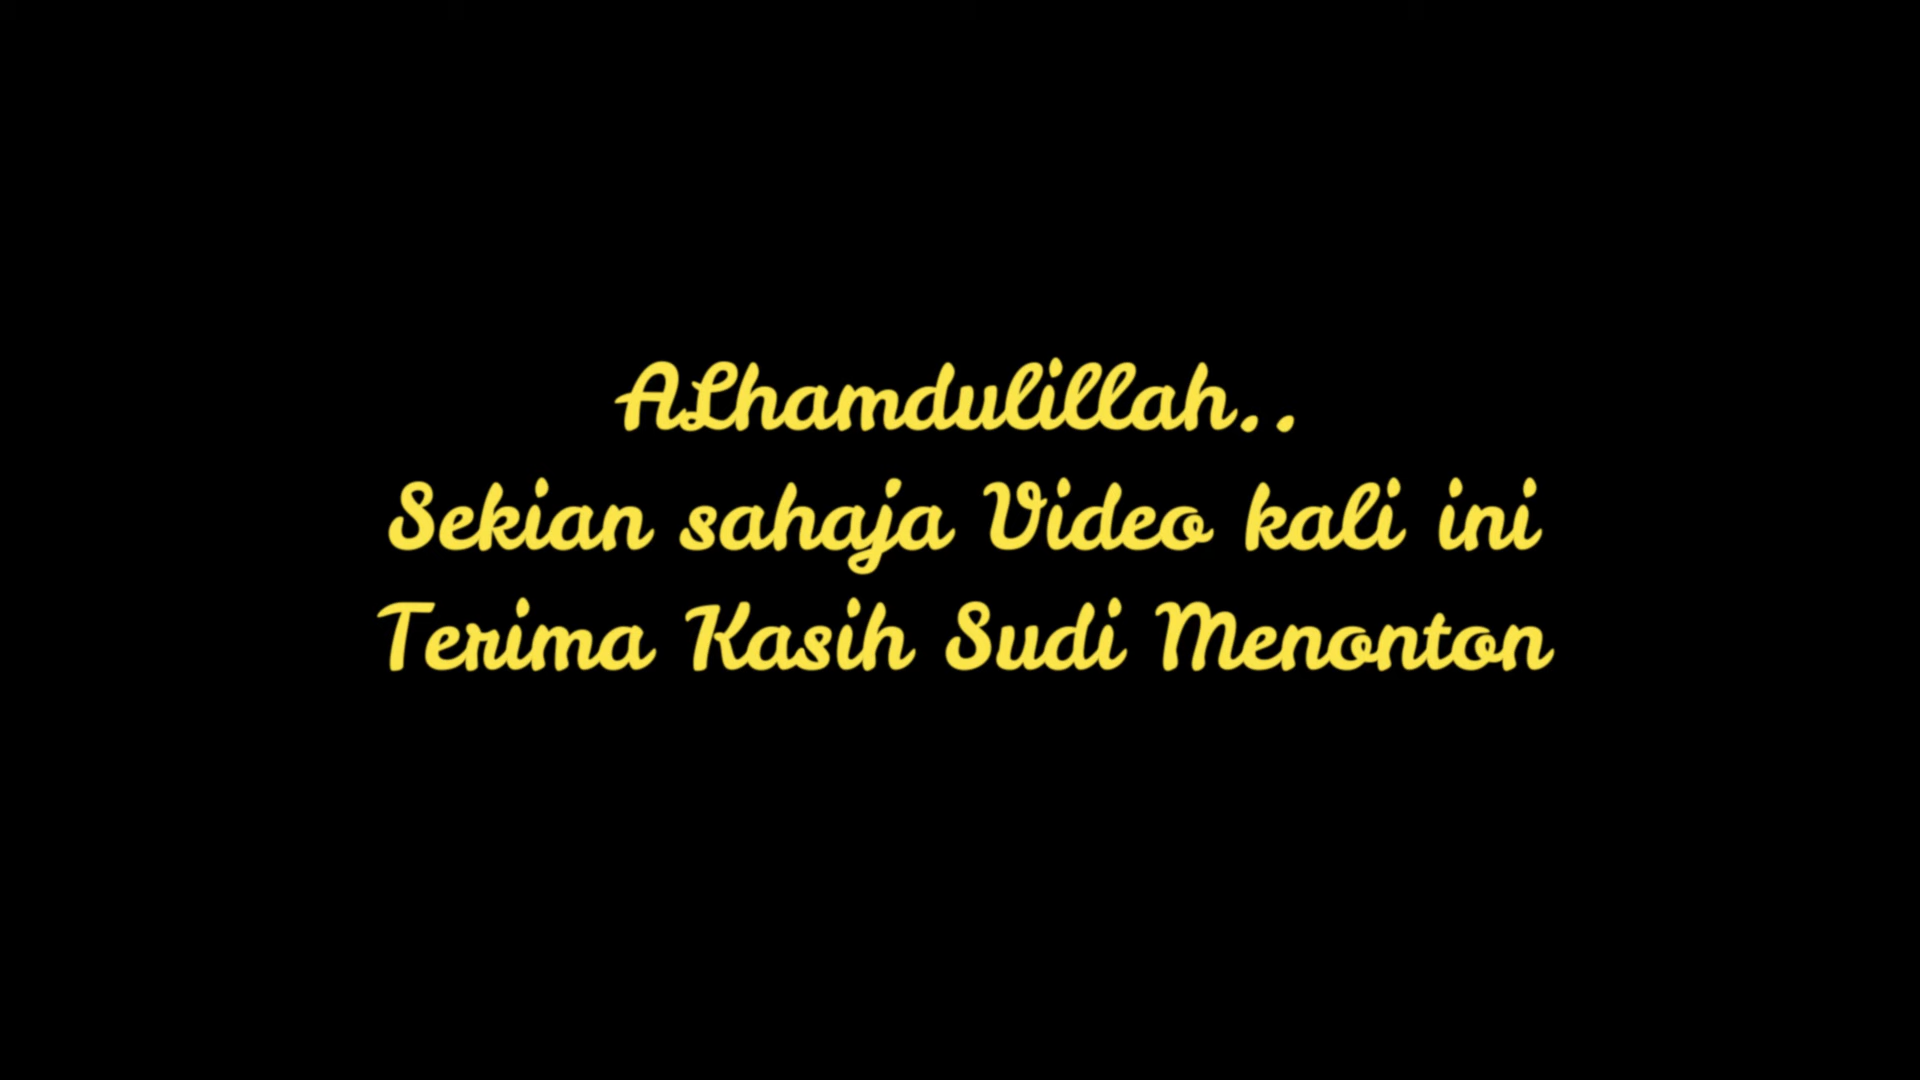 ALhamdulillah..
Sekian sahaja Video kali ini
Terima Kasih Sudi Menonton